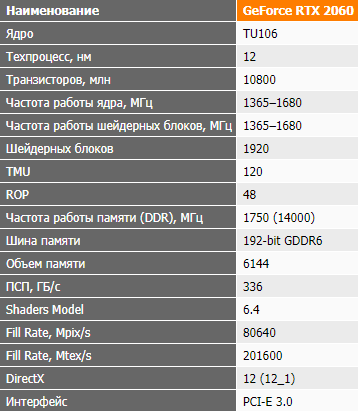 Наименование GeForce RTX 2060
Ядро TU106
Техпроцесс, нм 12
Транзисторов, млн 10800
Частота работы ядра, МГц 1365–1680
Частота работы шейдерных блоков, МГц 1365–1680
Шейдерных блоков 1920
TMU 120
ROP 48
Частота работы памяти (DDR), МГц 1750 (14000)
Шина памяти 192-bit GDDR6
Объем памяти 6144
ПСП, ГБ/с 336
Shaders Model 6.4
Fill Rate, Mpix/s 80640
Fill Rate, Mtex/s 201600
DirectX 12 (12_1)
Интерфейс PCI-E 3.0